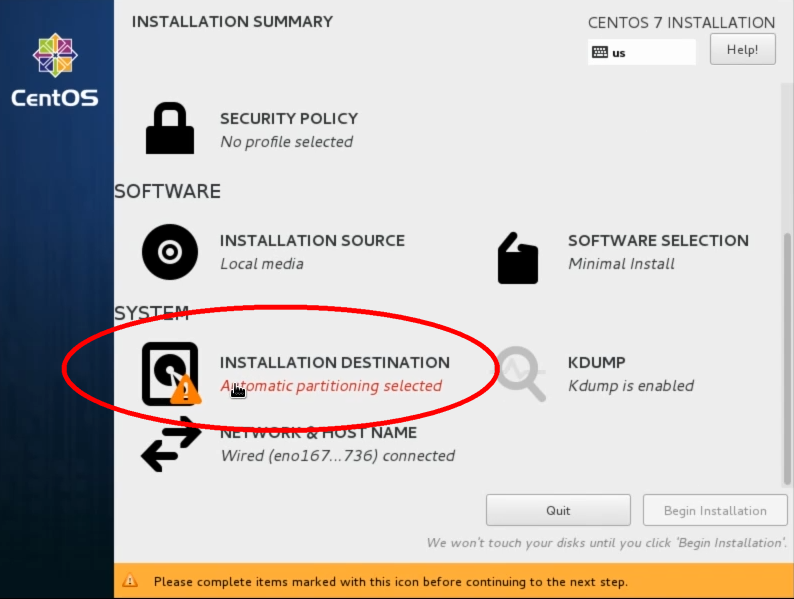 INSTALLATION SUMMARY
CENTOS 7 INSTALLATION
us
Help!
CentOS
SECURITY POLICY
No profile selected
SOFTWARE
INSTALLATION SOURCE
Local media
SOFTWARE SELECTION
Minimal Install
SYSTEM
INSTALLATION DESTINATION
Automatic partitioning selected
KDUMP
Kdump is enabled
NETWORK & HOST NAME
Wired (eno167...736) connected
Quit
Begin Installation
We won't touch your disks until you click 'Begin Installation'.
Please complete items marked with this icon before continuing to the next step.